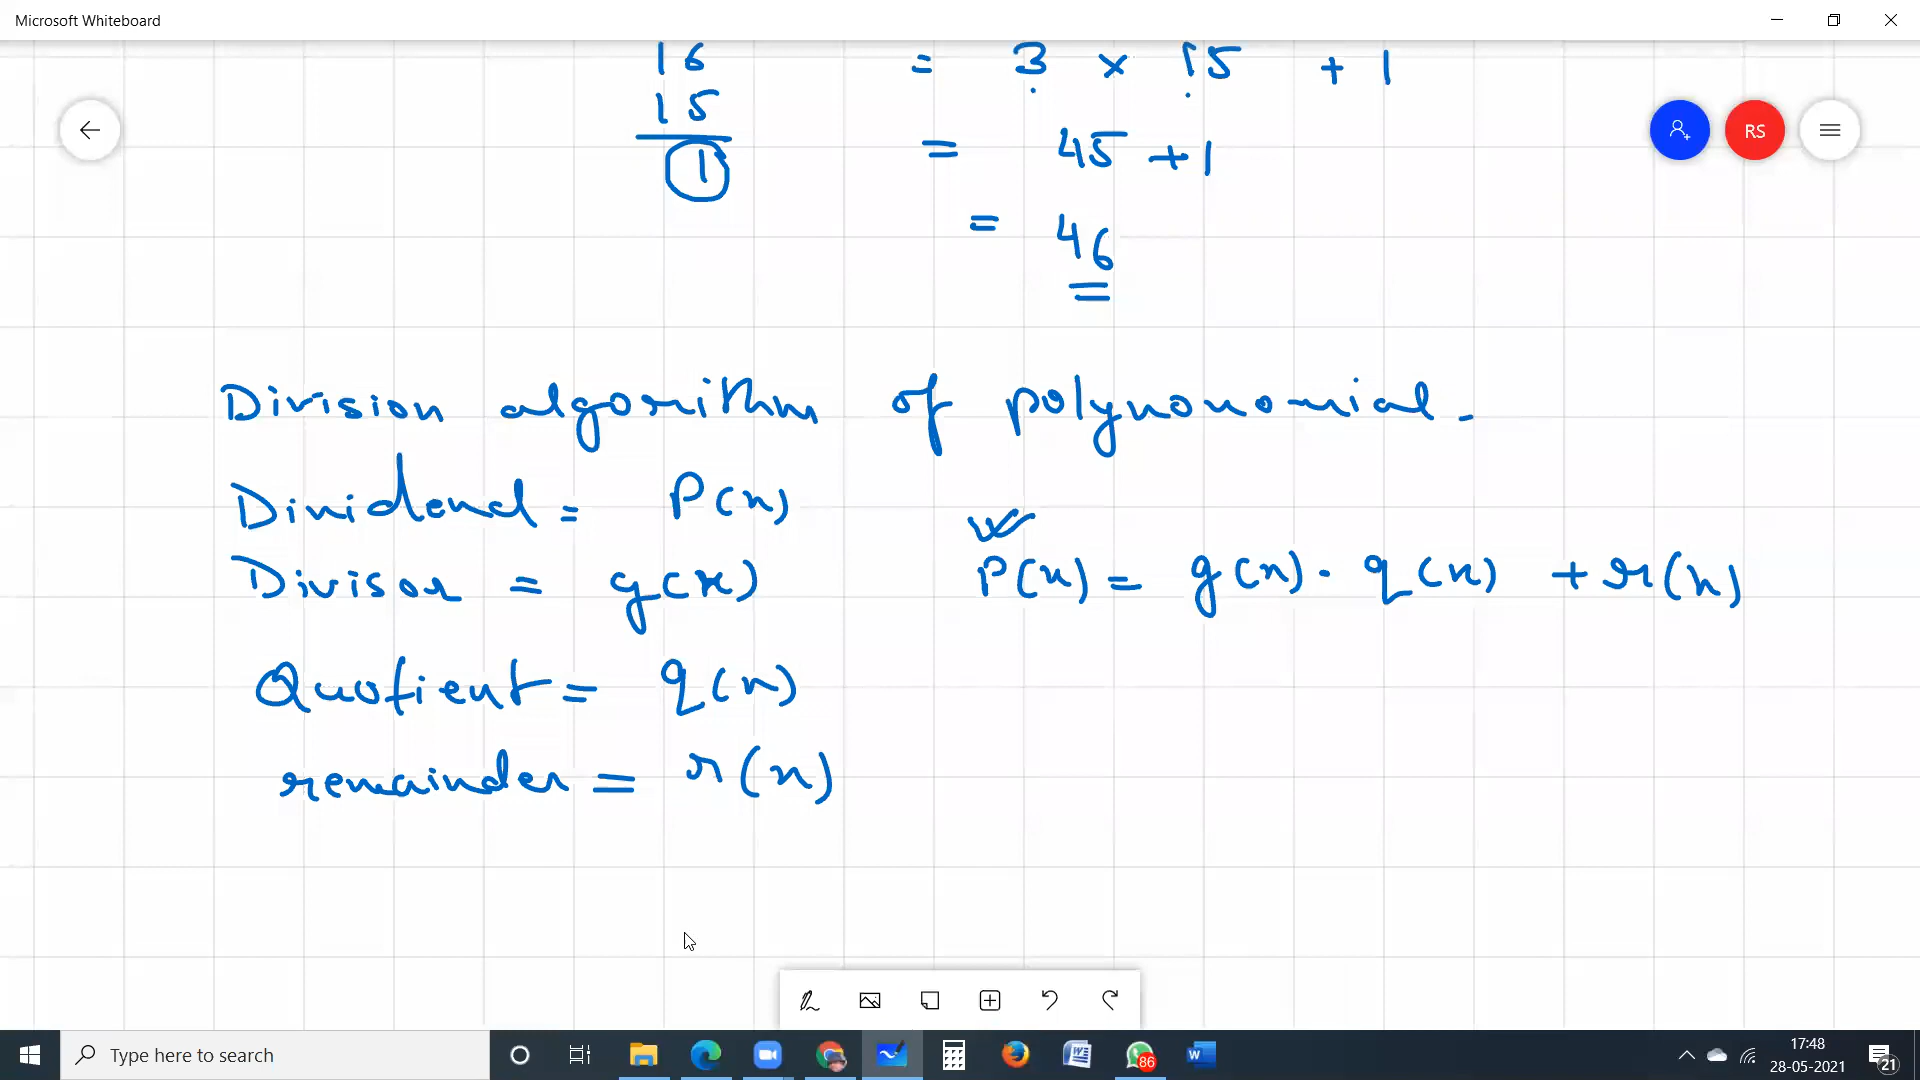 Microsoft Whiteboard
16 = 3 × 15 + 1
15
1
= 45 + 1
= 46
RS
Division algorithm of polynonomial.
Dividend = P(x)
Divisor = g(x)
P(x) = g(x) · q(x) + r(x)
Quotient = q(x)
remainder = r(x)
Type here to search
86
17:48
28-05-2021
21